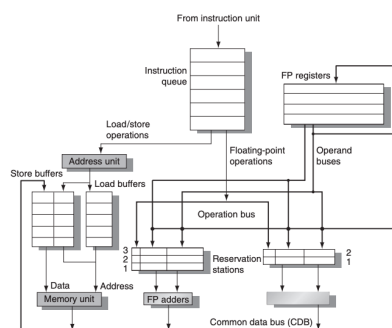 From instruction unit
Instruction
queue
FP registers
Load/store
operations
Address unit
Floating-point
operations
Operand
buses
Store buffers
Load buffers
Operation bus
3
2
1
Reservation
stations
2
1
Data
Address
Memory unit
FP adders
Common data bus (CDB)